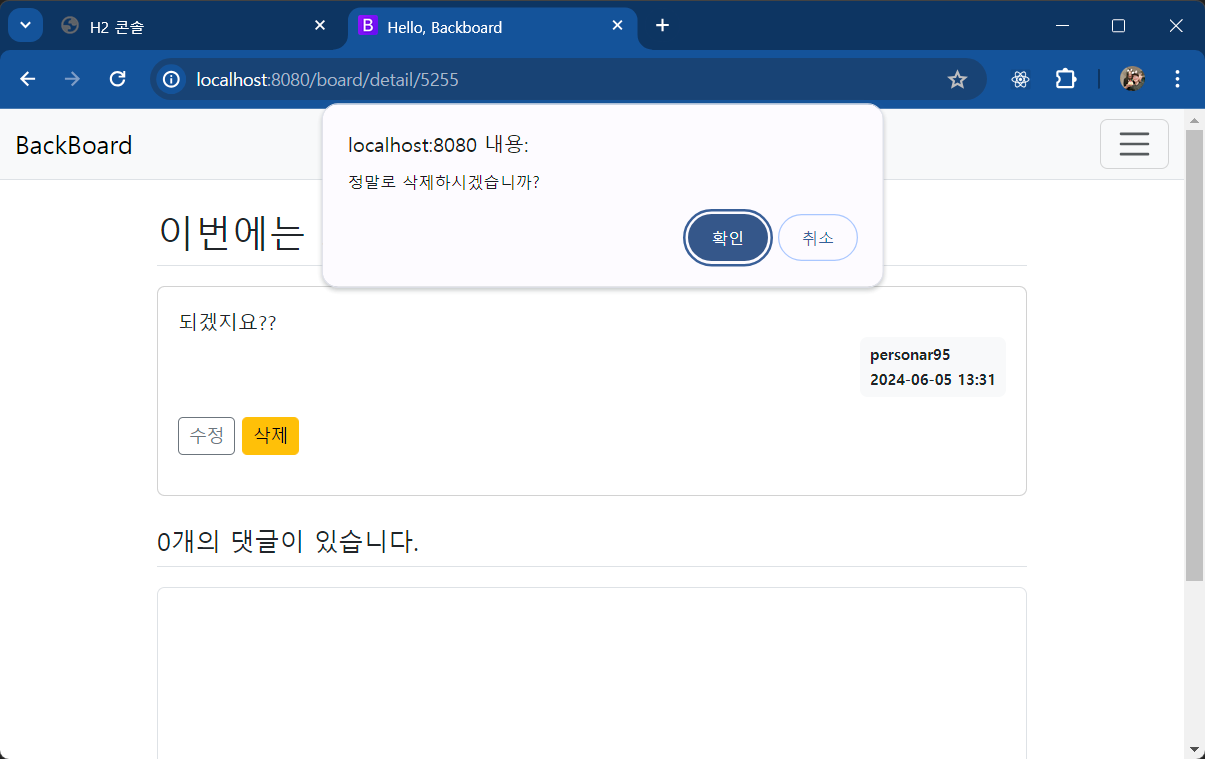 H2 콘솔
B Hello, Backboard
localhost:8080/board/detail/5255
BackBoard
localhost:8080 내용:
정말로 삭제하시겠습니까?
확인 취소
이번에는
되겠지요??
personar95
2024-06-05 13:31
수정 삭제
0개의 댓글이 있습니다.